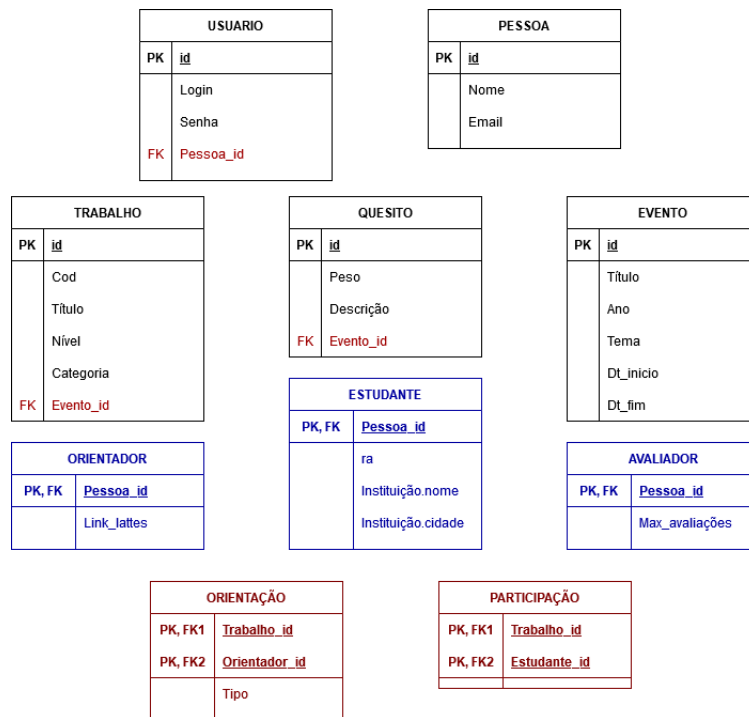 USUARIO
PK id
Login
Senha
FK Pessoa_id
PESSOA
PK id
Nome
Email
TRABALHO
PK id
Cod
Título
Nível
Categoria
FK Evento_id
QUESITO
PK id
Peso
Descrição
FK Evento_id
EVENTO
PK id
Título
Ano
Tema
Dt_inicio
Dt_fim
ESTUDANTE
PK, FK Pessoa_id
ra
Instituição.nome
Instituição.cidade
ORIENTADOR
PK, FK Pessoa_id
Link_lattes
AVALIADOR
PK, FK Pessoa_id
Max_avaliações
ORIENTAÇÃO
PK, FK1 Trabalho_id
PK, FK2 Orientador_id
Tipo
PARTICIPAÇÃO
PK, FK1 Trabalho_id
PK, FK2 Estudante_id